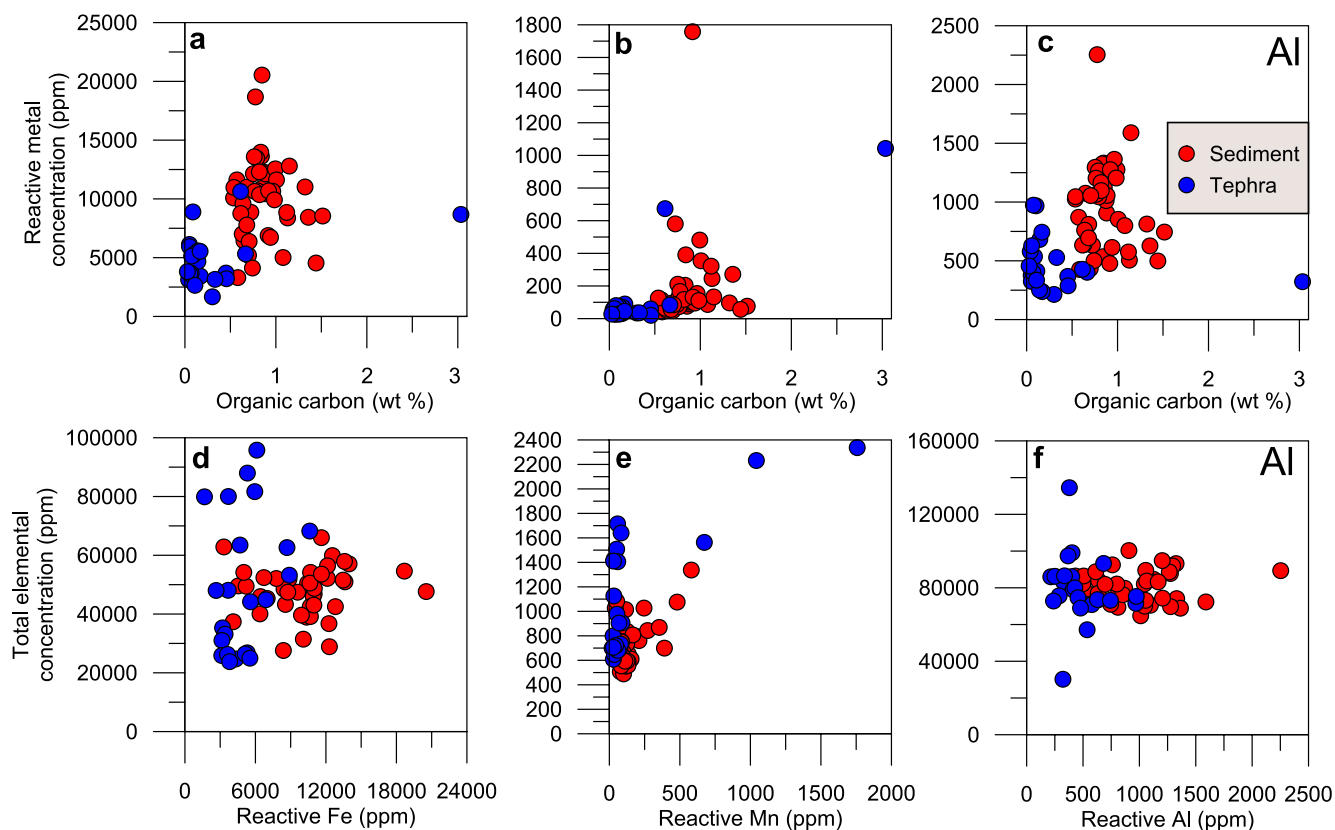 Reactive metal
concentration (ppm)
a
25000
20000
15000
10000
5000
0
0 1 2 3
Organic carbon (wt %)
b
1800
1600
1400
1200
1000
800
600
400
200
0
0 1 2 3
Organic carbon (wt %)
c
Al
2500
2000
1500
1000
500
0
Sediment
Tephra
0 1 2 3
Organic carbon (wt %)
Total elemental
concentration (ppm)
d
100000
80000
60000
40000
20000
0
0 6000 12000 18000 24000
Reactive Fe (ppm)
e
2400
2200
2000
1800
1600
1400
1200
1000
800
600
400
200
0
0 500 1000 1500 2000
Reactive Mn (ppm)
f
Al
160000
120000
80000
40000
0
0 500 1000 1500 2000 2500
Reactive Al (ppm)